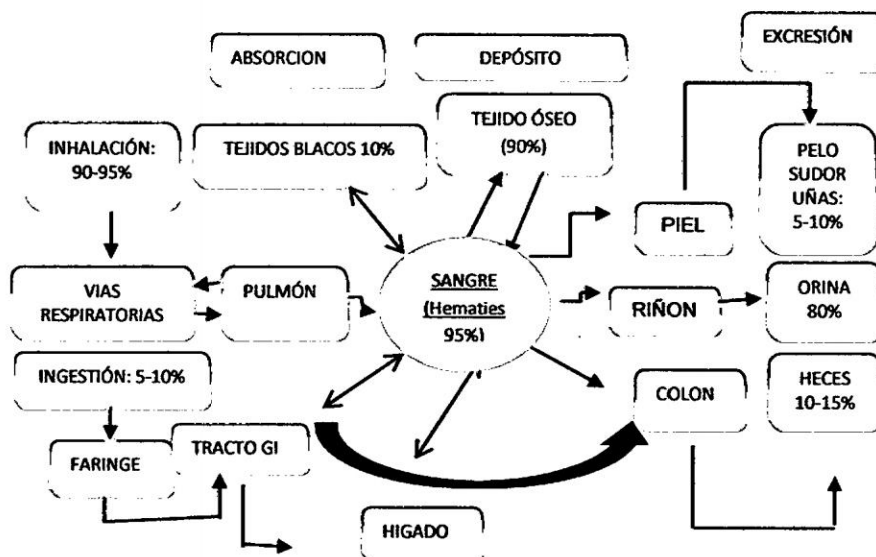 ABSORCION
DEPÓSITO
EXCRESIÓN
INHALACIÓN:
90-95%
TEJIDOS BLACOS 10%
TEJIDO ÓSEO
(90%)
PELO
SUDOR
UÑAS:
5-10%
PIEL
VIAS
RESPIRATORIAS
PULMÓN
SANGRE
(Hematies
95%)
RIÑON
ORINA
80%
INGESTIÓN: 5-10%
COLON
HECES
10-15%
FARINGE
TRACTO GI
HIGADO